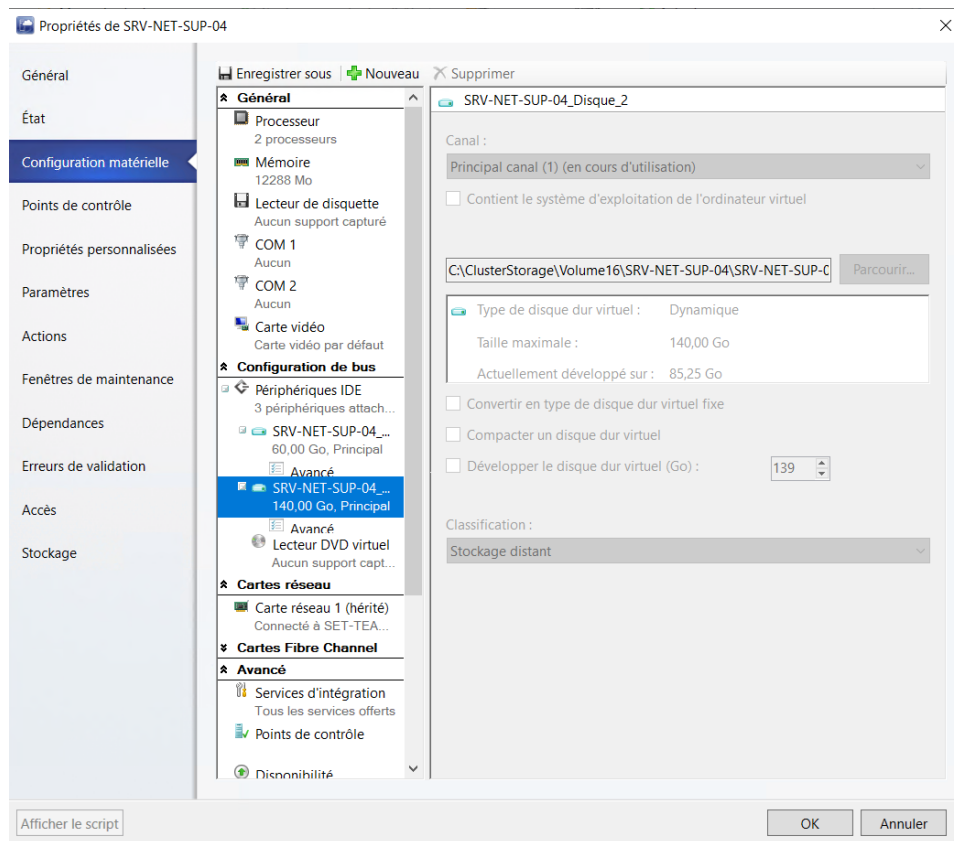 Propriétés de SRV-NET-SUP-04
Général
État
Configuration matérielle
Points de contrôle
Propriétés personnalisées
Paramètres
Actions
Fenêtres de maintenance
Dépendances
Erreurs de validation
Accès
Stockage
Enregistrer sous
Nouveau
Supprimer
Général
Processeur
2 processeurs
Mémoire
12288 Mo
Lecteur de disquette
Aucun support capturé
COM 1
Aucun
COM 2
Aucun
Carte vidéo
Carte vidéo par défaut
Configuration de bus
Périphériques IDE
3 périphériques attach...
SRV-NET-SUP-04_...
60,00 Go, Principal
Avancé
SRV-NET-SUP-04_...
140,00 Go, Principal
Avancé
Lecteur DVD virtuel
Aucun support capt...
Cartes réseau
Carte réseau 1 (hérité)
Connecté à SET-TEA...
Cartes Fibre Channel
Avancé
Services d'intégration
Tous les services offerts
Points de contrôle
Disponibilité
SRV-NET-SUP-04_Disque_2
Canal :
Principal canal (1) (en cours d'utilisation)
Contient le système d'exploitation de l'ordinateur virtuel
C:\ClusterStorage\Volume16\SRV-NET-SUP-04\SRV-NET-SUP-0
Parcourir...
Type de disque dur virtuel : Dynamique
Taille maximale : 140,00 Go
Actuellement développé sur : 85,25 Go
Convertir en type de disque dur virtuel fixe
Compacter un disque dur virtuel
Développer le disque dur virtuel (Go) : 139
Classification :
Stockage distant
Afficher le script
OK
Annuler